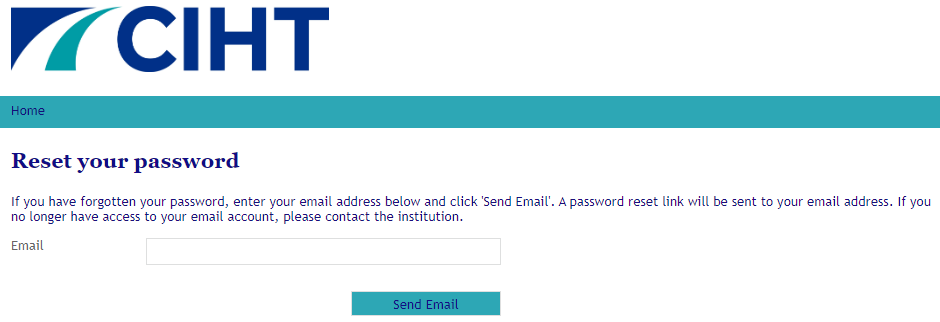 CIHT
Home
Reset your password
If you have forgotten your password, enter your email address below and click 'Send Email'. A password reset link will be sent to your email address. If you
no longer have access to your email account, please contact the institution.
Email
Send Email